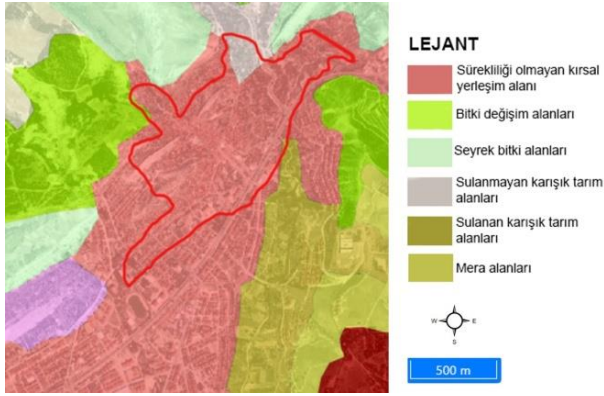 LEJANT
Sürekliliği olmayan kırsal
yerleşim alanı
Bitki değişim alanları
Seyrek bitki alanları
Sulanmayan karışık tarım
alanları
Sulanan karışık tarım
alanları
Mera alanları
N
W E
S
500 m